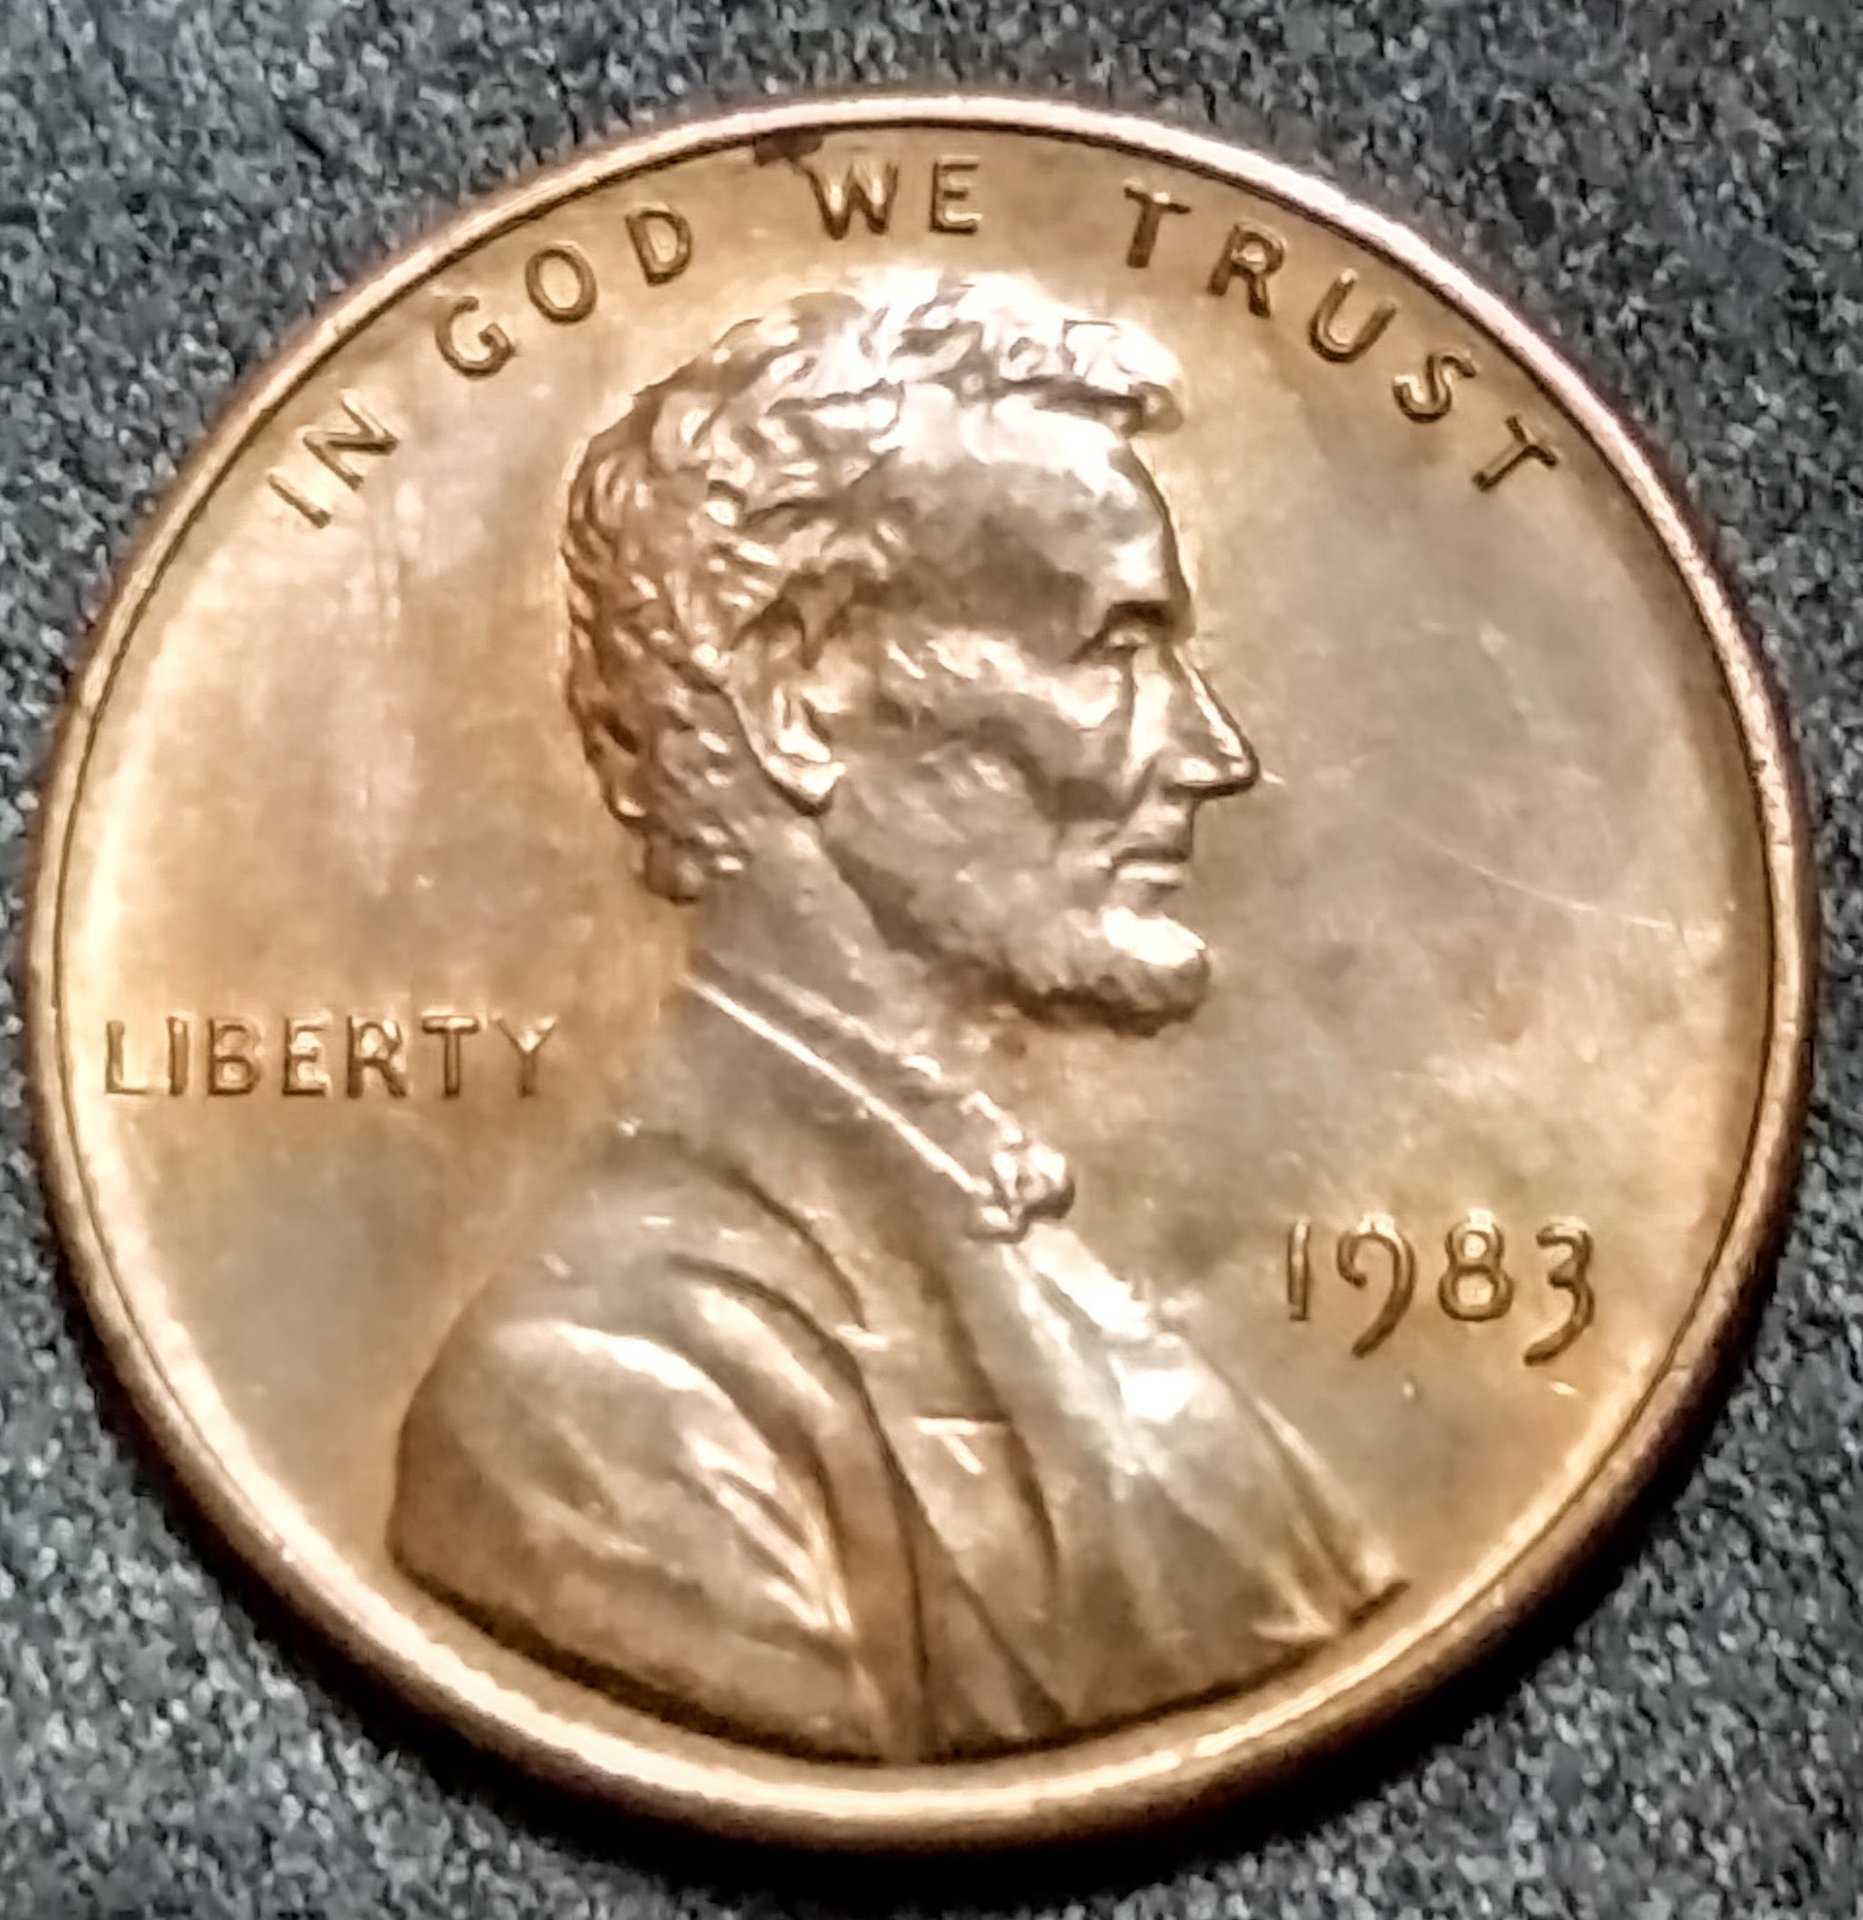 IN GOD WE TRUST
LIBERTY
1983